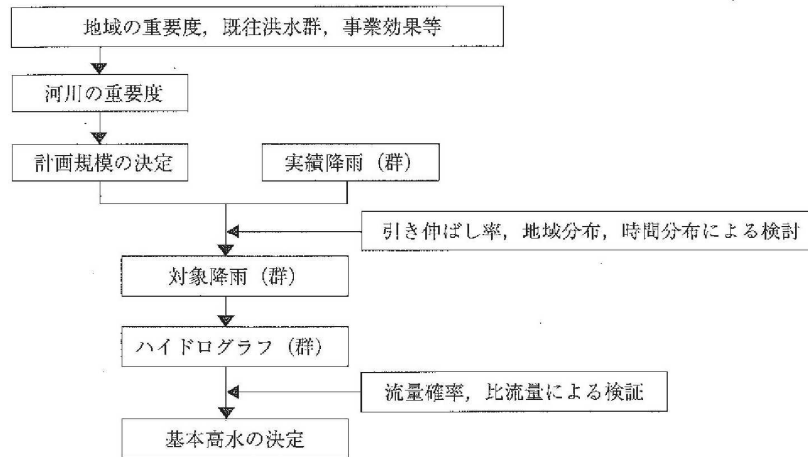 地域の重要度，既往洪水群，事業効果等
河川の重要度
計画規模の決定
実績降雨（群）
引き伸ばし率，地域分布，時間分布による検討
対象降雨（群）
ハイドログラフ（群）
流量確率，比流量による検証
基本高水の決定